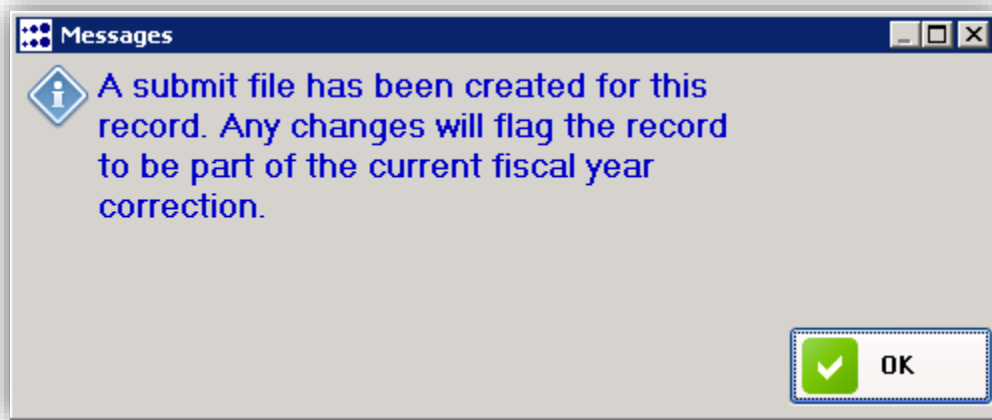 Messages
A submit file has been created for this
record. Any changes will flag the record
to be part of the current fiscal year
correction.
OK